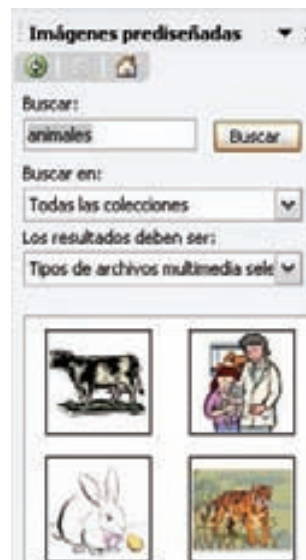 Imágenes prediseñadas
Buscar:
animales
Buscar
Buscar en:
Todas las colecciones
Los resultados deben ser:
Tipos de archivos multimedia sele